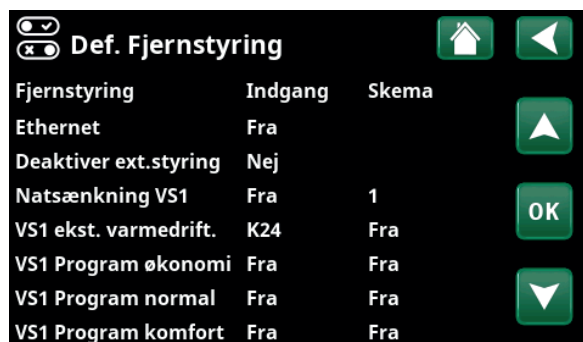 Def. Fjernstyring
Fjernstyring Indgang Skema
Ethernet Fra
Deaktiver ext.styring Nej
Natsænkning VS1 Fra 1
VS1 ekst. varmedrift. K24 Fra
VS1 Program økonomi Fra Fra
VS1 Program normal Fra Fra
VS1 Program komfort Fra Fra
OK